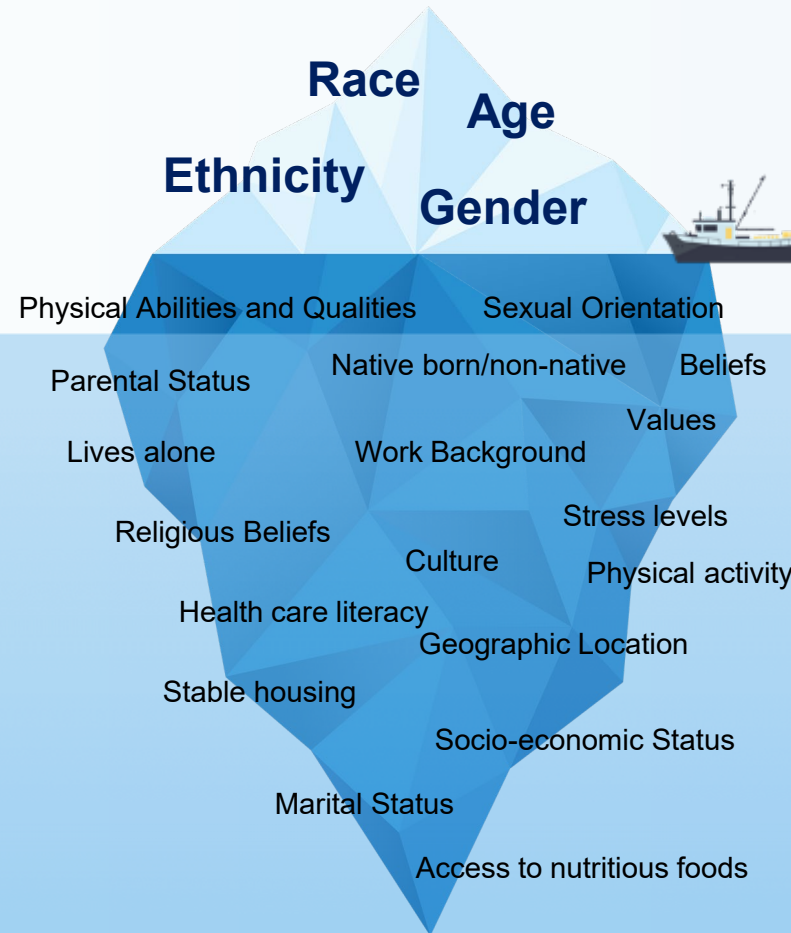 Race
Age
Ethnicity
Gender
Physical Abilities and Qualities
Sexual Orientation
Native born/non-native
Beliefs
Parental Status
Values
Lives alone
Work Background
Stress levels
Religious Beliefs
Culture
Physical activity
Health care literacy
Geographic Location
Stable housing
Socio-economic Status
Marital Status
Access to nutritious foods